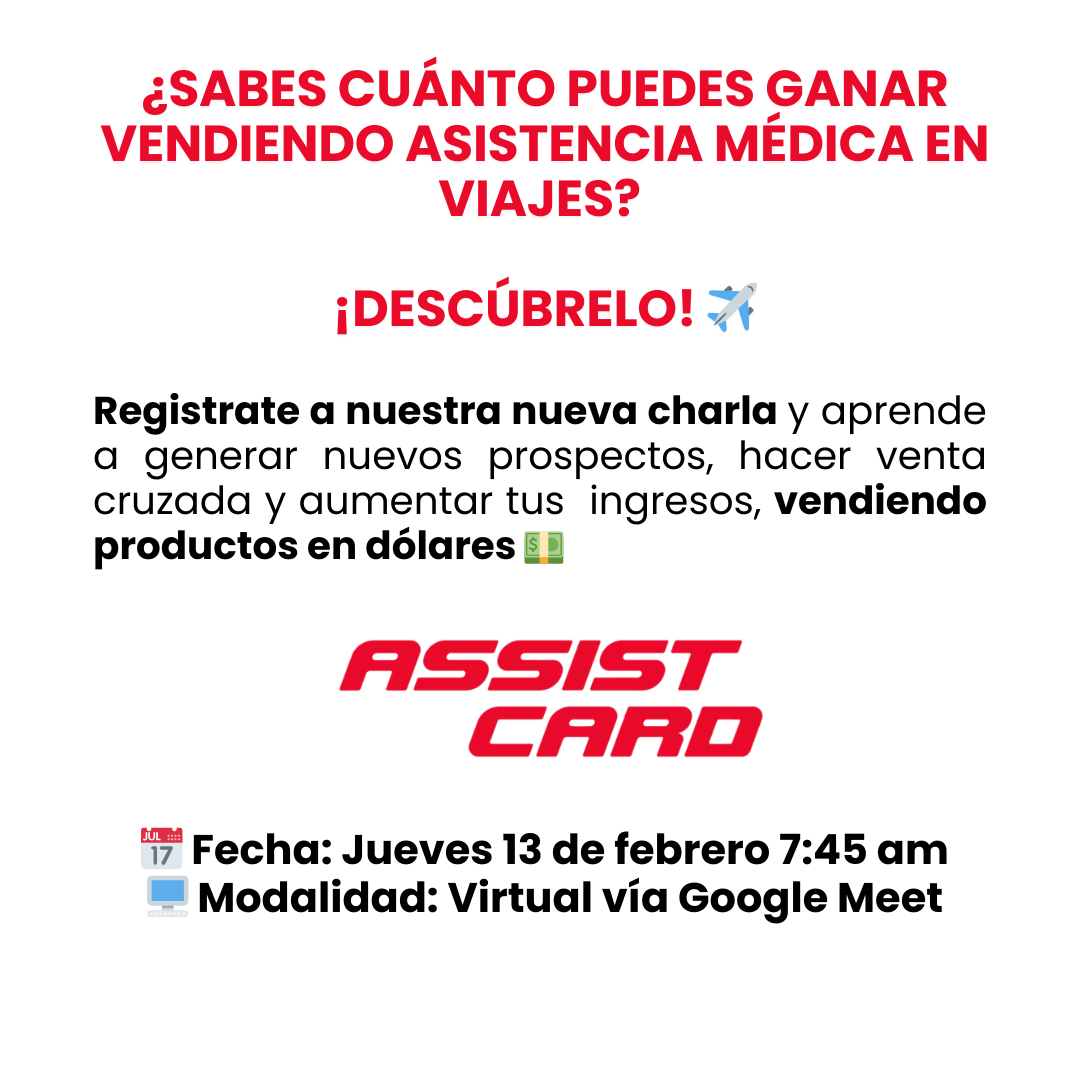 ¿SABES CUÁNTO PUEDES GANAR
VENDIENDO ASISTENCIA MÉDICA EN
VIAJES?
¡DESCÚBRELO! ✈️
Registrate a nuestra nueva charla y aprende
a generar nuevos prospectos, hacer venta
cruzada y aumentar tus ingresos, vendiendo
productos en dólares 💵
ASSIST
CARD
📅 Fecha: Jueves 13 de febrero 7:45 am
🖥️ Modalidad: Virtual vía Google Meet